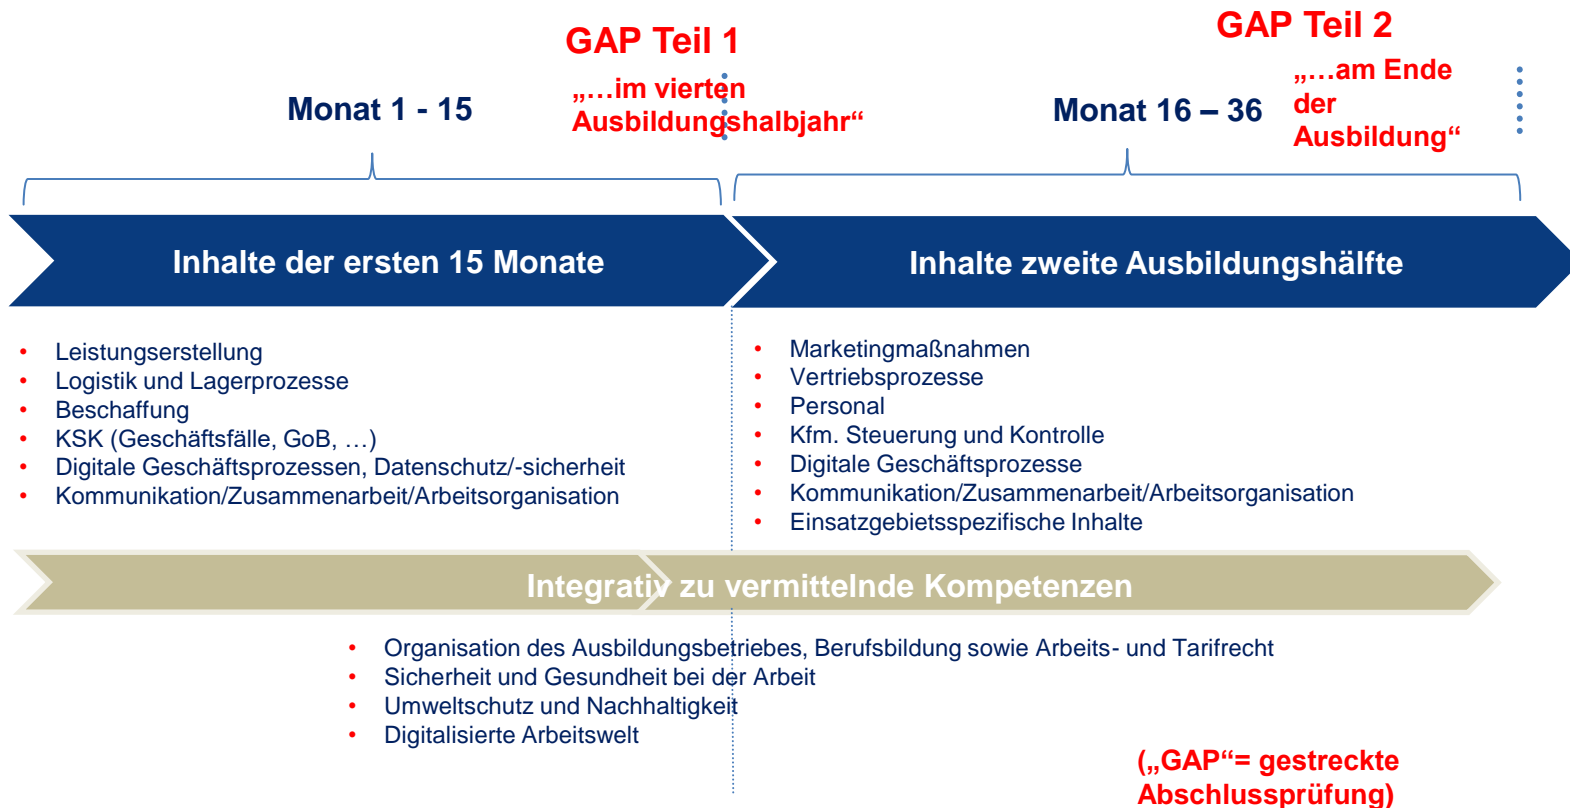 GAP Teil 1
„…im vierten
Ausbildungshalbjahr“
Monat 1 - 15
GAP Teil 2
„…am Ende
der
Ausbildung“
Monat 16 – 36
Inhalte der ersten 15 Monate
Inhalte zweite Ausbildungshälfte
• Leistungserstellung
• Logistik und Lagerprozesse
• Beschaffung
• KSK (Geschäftsfälle, GoB, …)
• Digitale Geschäftsprozessen, Datenschutz/-sicherheit
• Kommunikation/Zusammenarbeit/Arbeitsorganisation
• Marketingmaßnahmen
• Vertriebsprozesse
• Personal
• Kfm. Steuerung und Kontrolle
• Digitale Geschäftsprozesse
• Kommunikation/Zusammenarbeit/Arbeitsorganisation
• Einsatzgebietsspezifische Inhalte
Integrativ zu vermittelnde Kompetenzen
• Organisation des Ausbildungsbetriebes, Berufsbildung sowie Arbeits- und Tarifrecht
• Sicherheit und Gesundheit bei der Arbeit
• Umweltschutz und Nachhaltigkeit
• Digitalisierte Arbeitswelt
(„GAP“= gestreckte
Abschlussprüfung)